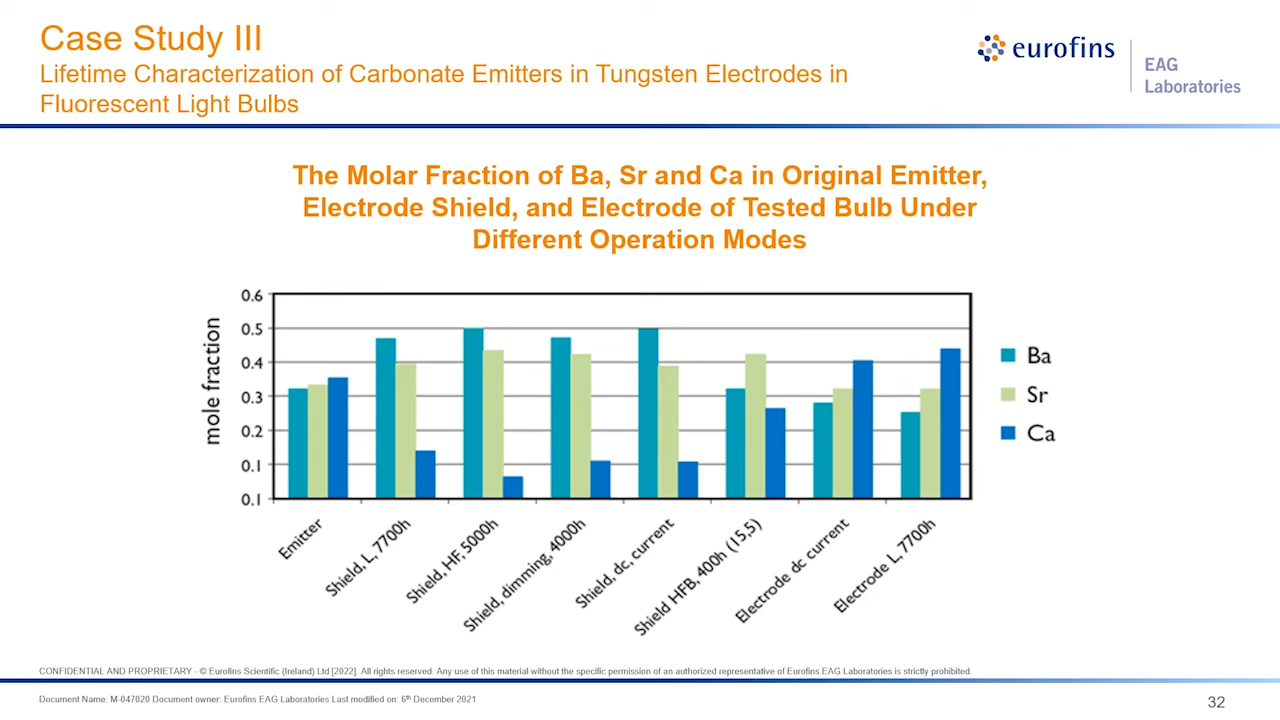 Case Study III
Lifetime Characterization of Carbonate Emitters in Tungsten Electrodes in
Fluorescent Light Bulbs
eurofins
EAG
Laboratories
The Molar Fraction of Ba, Sr and Ca in Original Emitter,
Electrode Shield, and Electrode of Tested Bulb Under
Different Operation Modes
mole fraction
0.6
0.5
0.4
0.3
0.2
0.1
0.1
Emitter
Shield, L, 7700h
Shield, HF, 5000h
Shield, dimming, 4000h
Shield, dc, current
Shield HFB, 400h (15,5)
Electrode dc current
Electrode L, 7700h
Ba
Sr
Ca
CONFIDENTIAL AND PROPRIETARY - © Eurofins Scientific (Ireland) Ltd [2022]. All rights reserved. Any use of this material without the specific permission of an authorized representative of Eurofins EAG Laboratories is strictly prohibited.
Document Name: M-047020 Document owner: Eurofins EAG Laboratories Last modified on: 6th December 2021
32